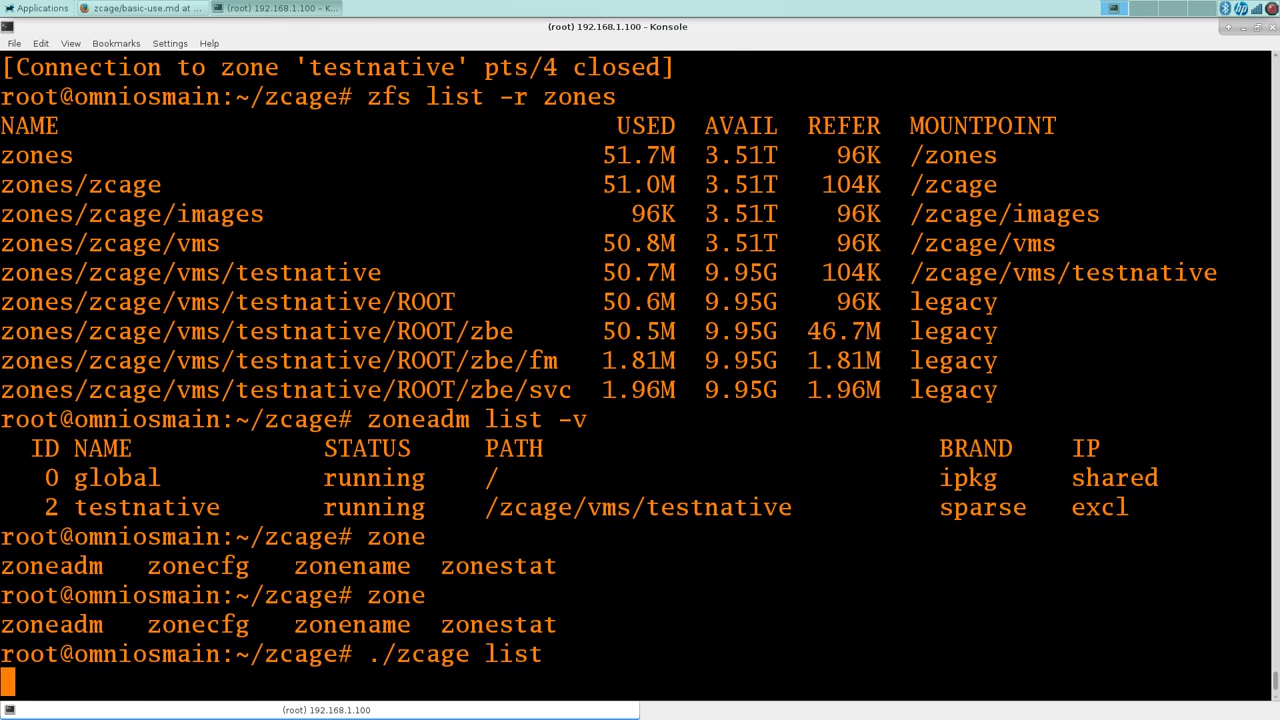 Applications zcage/basic-use.md at ... (root) 192.168.1.100 – K...
(root) 192.168.1.100 – Konsole
File Edit View Bookmarks Settings Help
[Connection to zone 'testnative' pts/4 closed]
root@omniosmain:~/zcage# zfs list -r zones
NAME USED AVAIL REFER MOUNTPOINT
zones 51.7M 3.51T 96K /zones
zones/zcage 51.0M 3.51T 104K /zcage
zones/zcage/images 96K 3.51T 96K /zcage/images
zones/zcage/vms 50.8M 3.51T 96K /zcage/vms
zones/zcage/vms/testnative 50.7M 9.95G 104K /zcage/vms/testnative
zones/zcage/vms/testnative/ROOT 50.6M 9.95G 96K legacy
zones/zcage/vms/testnative/ROOT/zbe 50.5M 9.95G 46.7M legacy
zones/zcage/vms/testnative/ROOT/zbe/fm 1.81M 9.95G 1.81M legacy
zones/zcage/vms/testnative/ROOT/zbe/svc 1.96M 9.95G 1.96M legacy
root@omniosmain:~/zcage# zoneadm list -v
ID NAME STATUS PATH BRAND IP
0 global running / ipkg shared
2 testnative running /zcage/vms/testnative sparse excl
root@omniosmain:~/zcage# zone
zoneadm zonecfg zonename zonestat
root@omniosmain:~/zcage# zone
zoneadm zonecfg zonename zonestat
root@omniosmain:~/zcage# ./zcage list
(root) 192.168.1.100